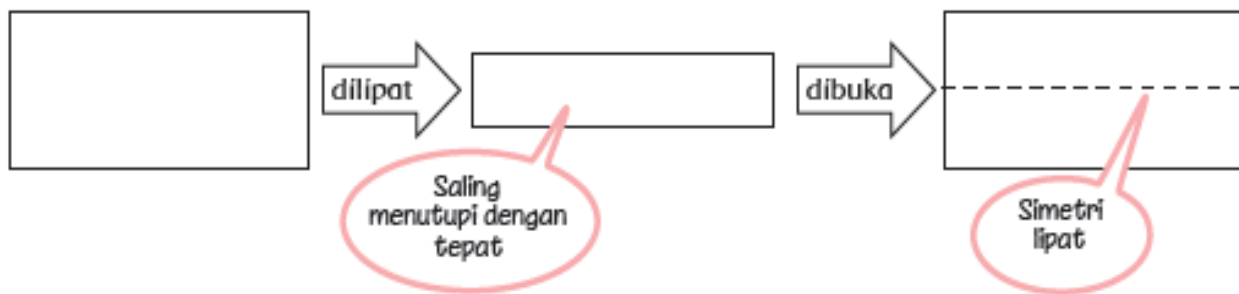 dilipat
dibuka
Saling
menutupi dengan
tepat
Simetri
lipat